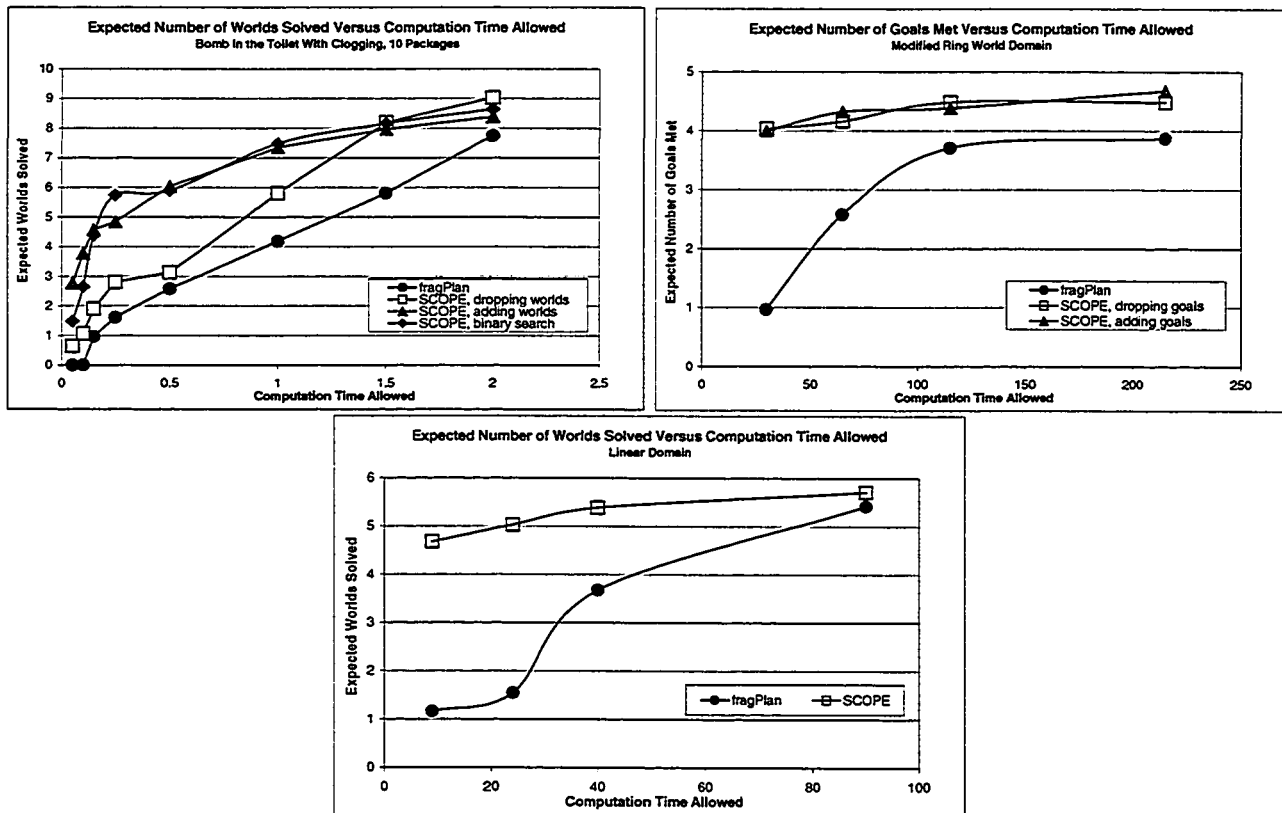 Expected Number of Worlds Solved Versus Computation Time Allowed
Bomb in the Toilet With Clogging, 10 Packages
Expected Worlds Solved
10
9
8
7
6
5
4
3
2
1
0
fragPlan
SCOPE, dropping worlds
SCOPE, adding worlds
SCOPE, binary search
0
0.5
1
1.5
2
2.5
Computation Time Allowed
Expected Number of Goals Met Versus Computation Time Allowed
Modified Ring World Domain
Expected Number of Goals Met
5
4
3
2
1
0
fragPlan
SCOPE, dropping goals
SCOPE, adding goals
0
50
100
150
200
250
Computation Time Allowed
Expected Number of Worlds Solved Versus Computation Time Allowed
Linear Domain
Expected Worlds Solved
6
5
4
3
2
1
0
fragPlan
SCOPE
0
20
40
60
80
100
Computation Time Allowed